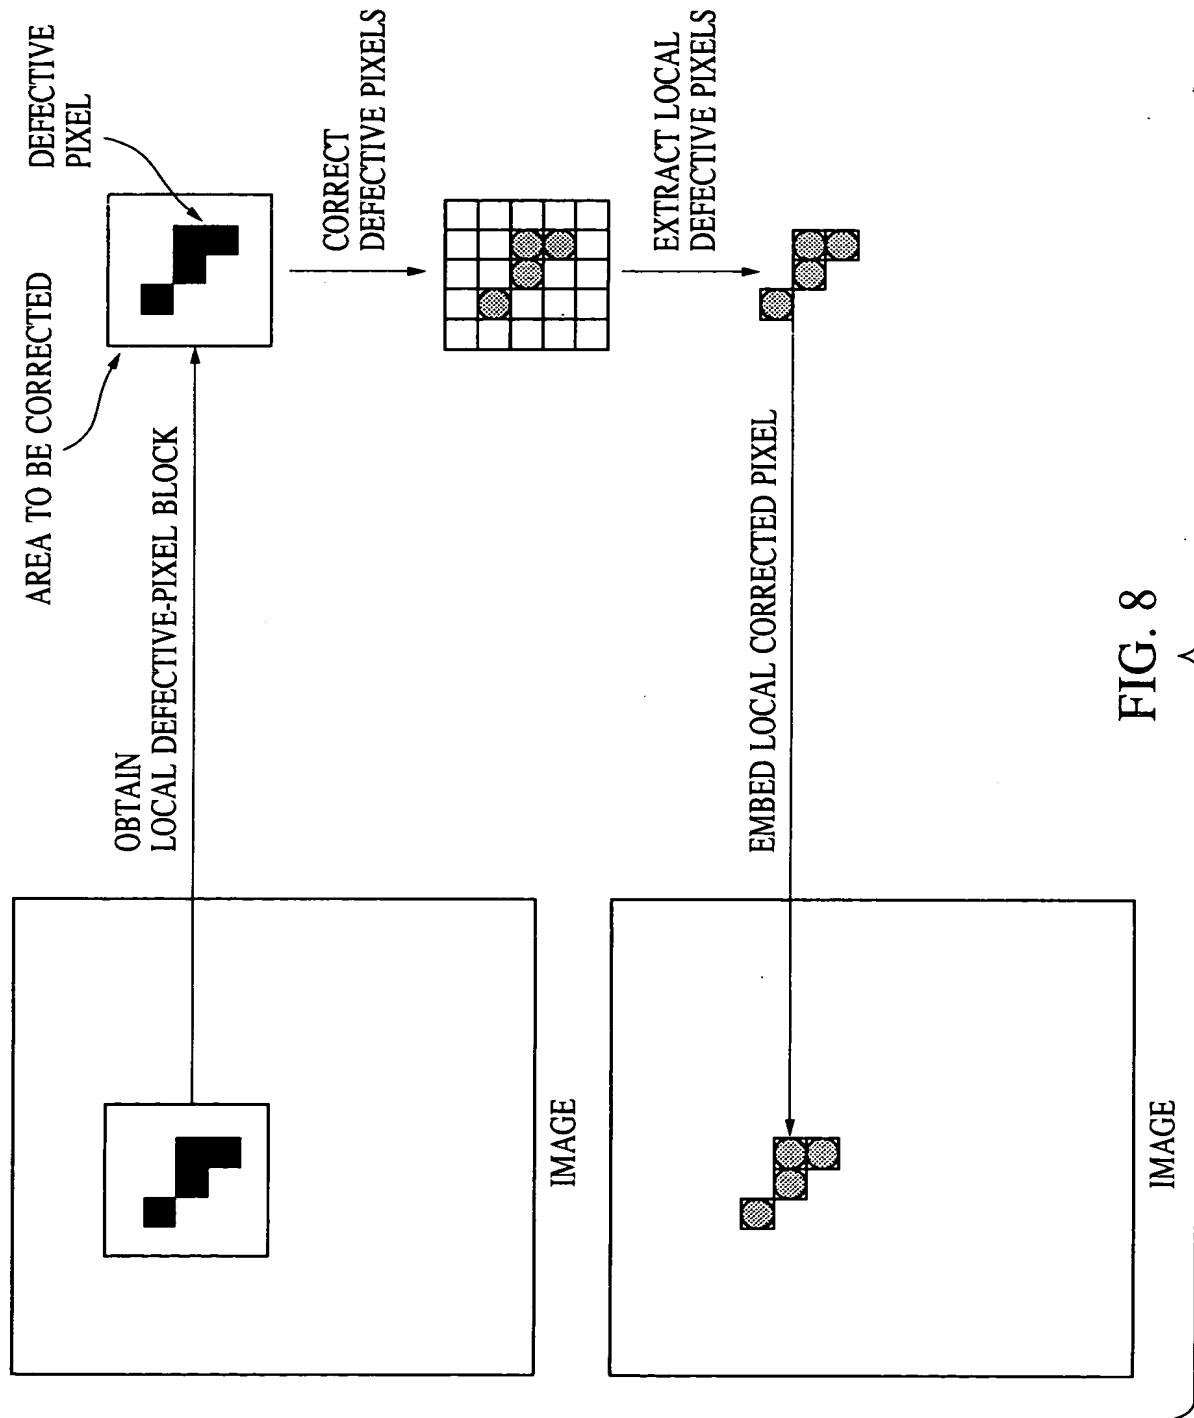 AREA TO BE CORRECTED
DEFECTIVE
PIXEL
OBTAIN
LOCAL DEFECTIVE-PIXEL BLOCK
CORRECT
DEFECTIVE PIXELS
IMAGE
EXTRACT LOCAL
DEFECTIVE PIXELS
EMBED LOCAL CORRECTED PIXEL
IMAGE
FIG. 8